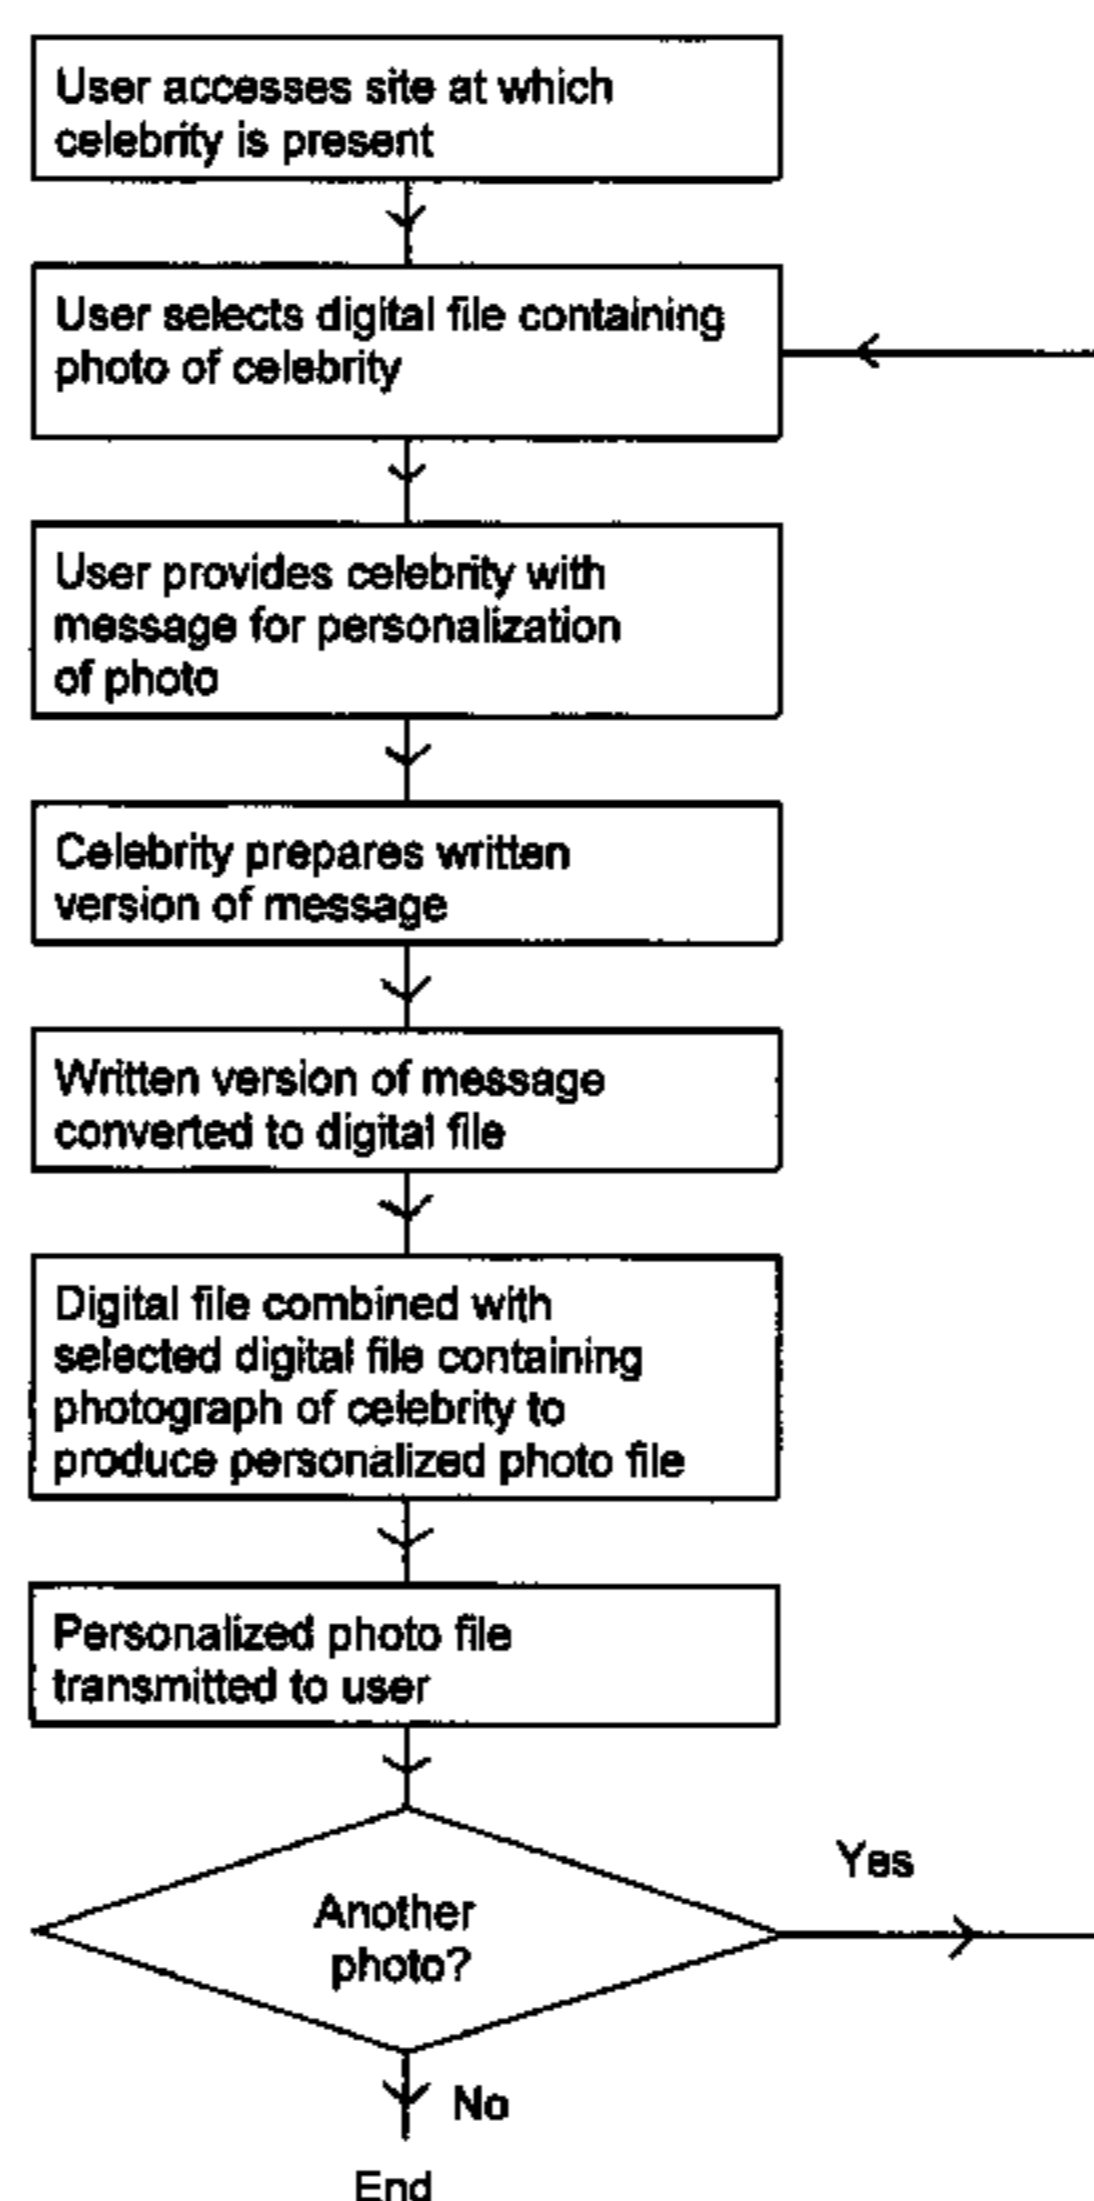 User accesses site at which
celebrity is present
User selects digital file containing
photo of celebrity
User provides celebrity with
message for personalization
of photo
Celebrity prepares written
version of message
Written version of message
converted to digital file
Digital file combined with
selected digital file containing
photograph of celebrity to
produce personalized photo file
Personalized photo file
transmitted to user
Another
photo?
Yes
No
End